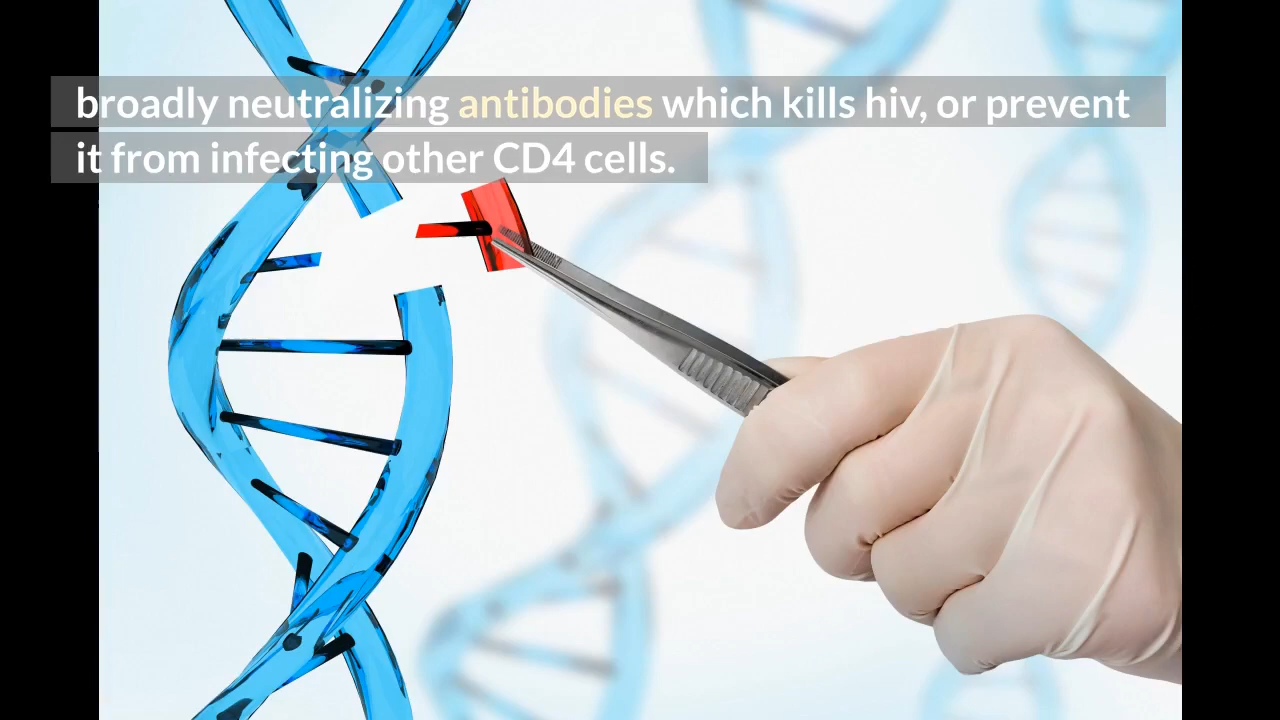 broadly neutralizing antibodies which kills hiv, or prevent
it from infecting other CD4 cells.